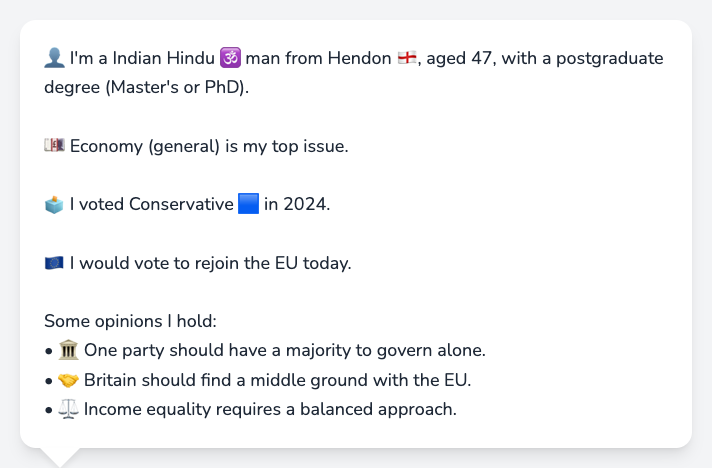 👤 I'm a Indian Hindu 🕉️ man from Hendon 🏴󠁧󠁢󠁥󠁮󠁧󠁿, aged 47, with a postgraduate
degree (Master's or PhD).
💷 Economy (general) is my top issue.
🗳️ I voted Conservative 🟦 in 2024.
🇪🇺 I would vote to rejoin the EU today.
Some opinions I hold:
• 🏛️ One party should have a majority to govern alone.
• 🤝 Britain should find a middle ground with the EU.
• ⚖️ Income equality requires a balanced approach.